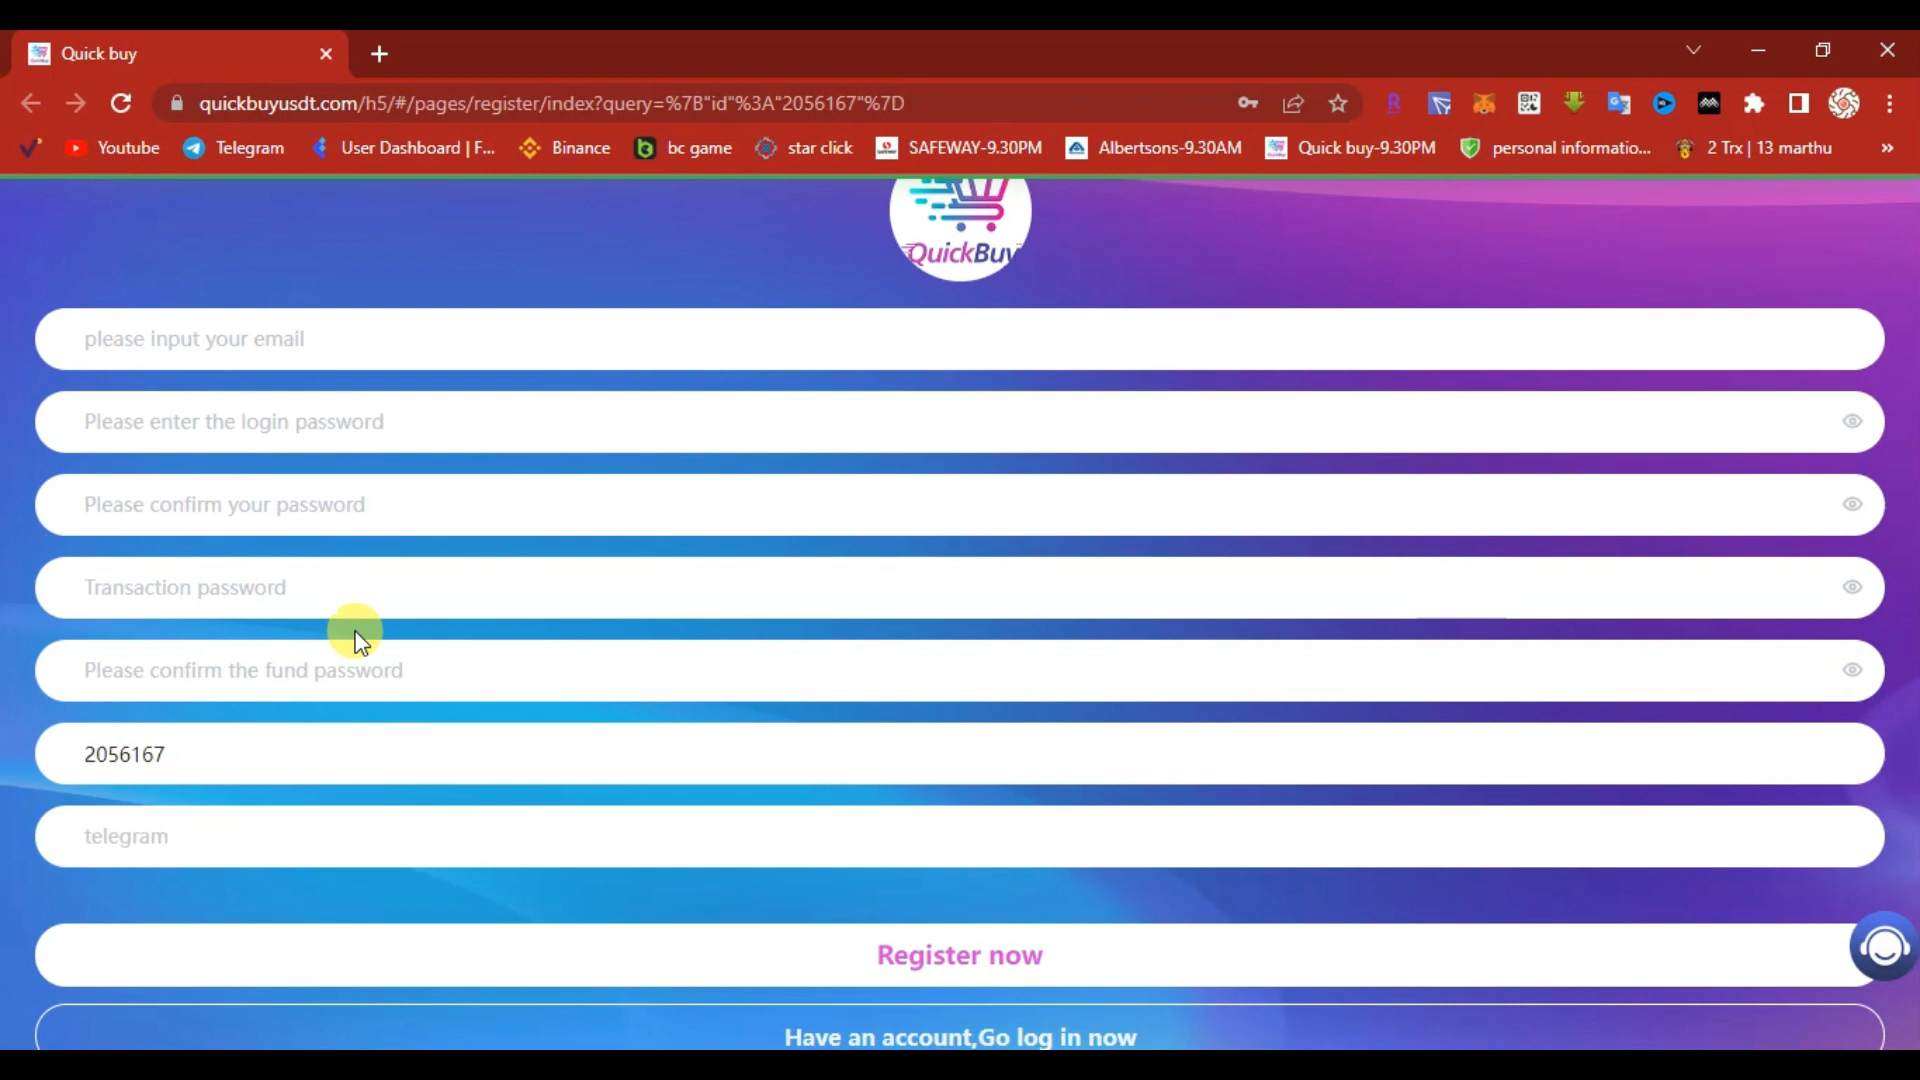 Quick buy
quickbuyusdt.com/h5/#/pages/register/index?query=%7B"id"%3A"2056167"%7D
Youtube Telegram User Dashboard | F... Binance bc game star click SAFEWAY-9.30PM Albertsons-9.30AM Quick buy-9.30PM personal informatio... 2 Trx | 13 marthu »
QuickBuy
please input your email
Please enter the login password
Please confirm your password
Transaction password
Please confirm the fund password
2056167
telegram
Register now
Have an account,Go log in now